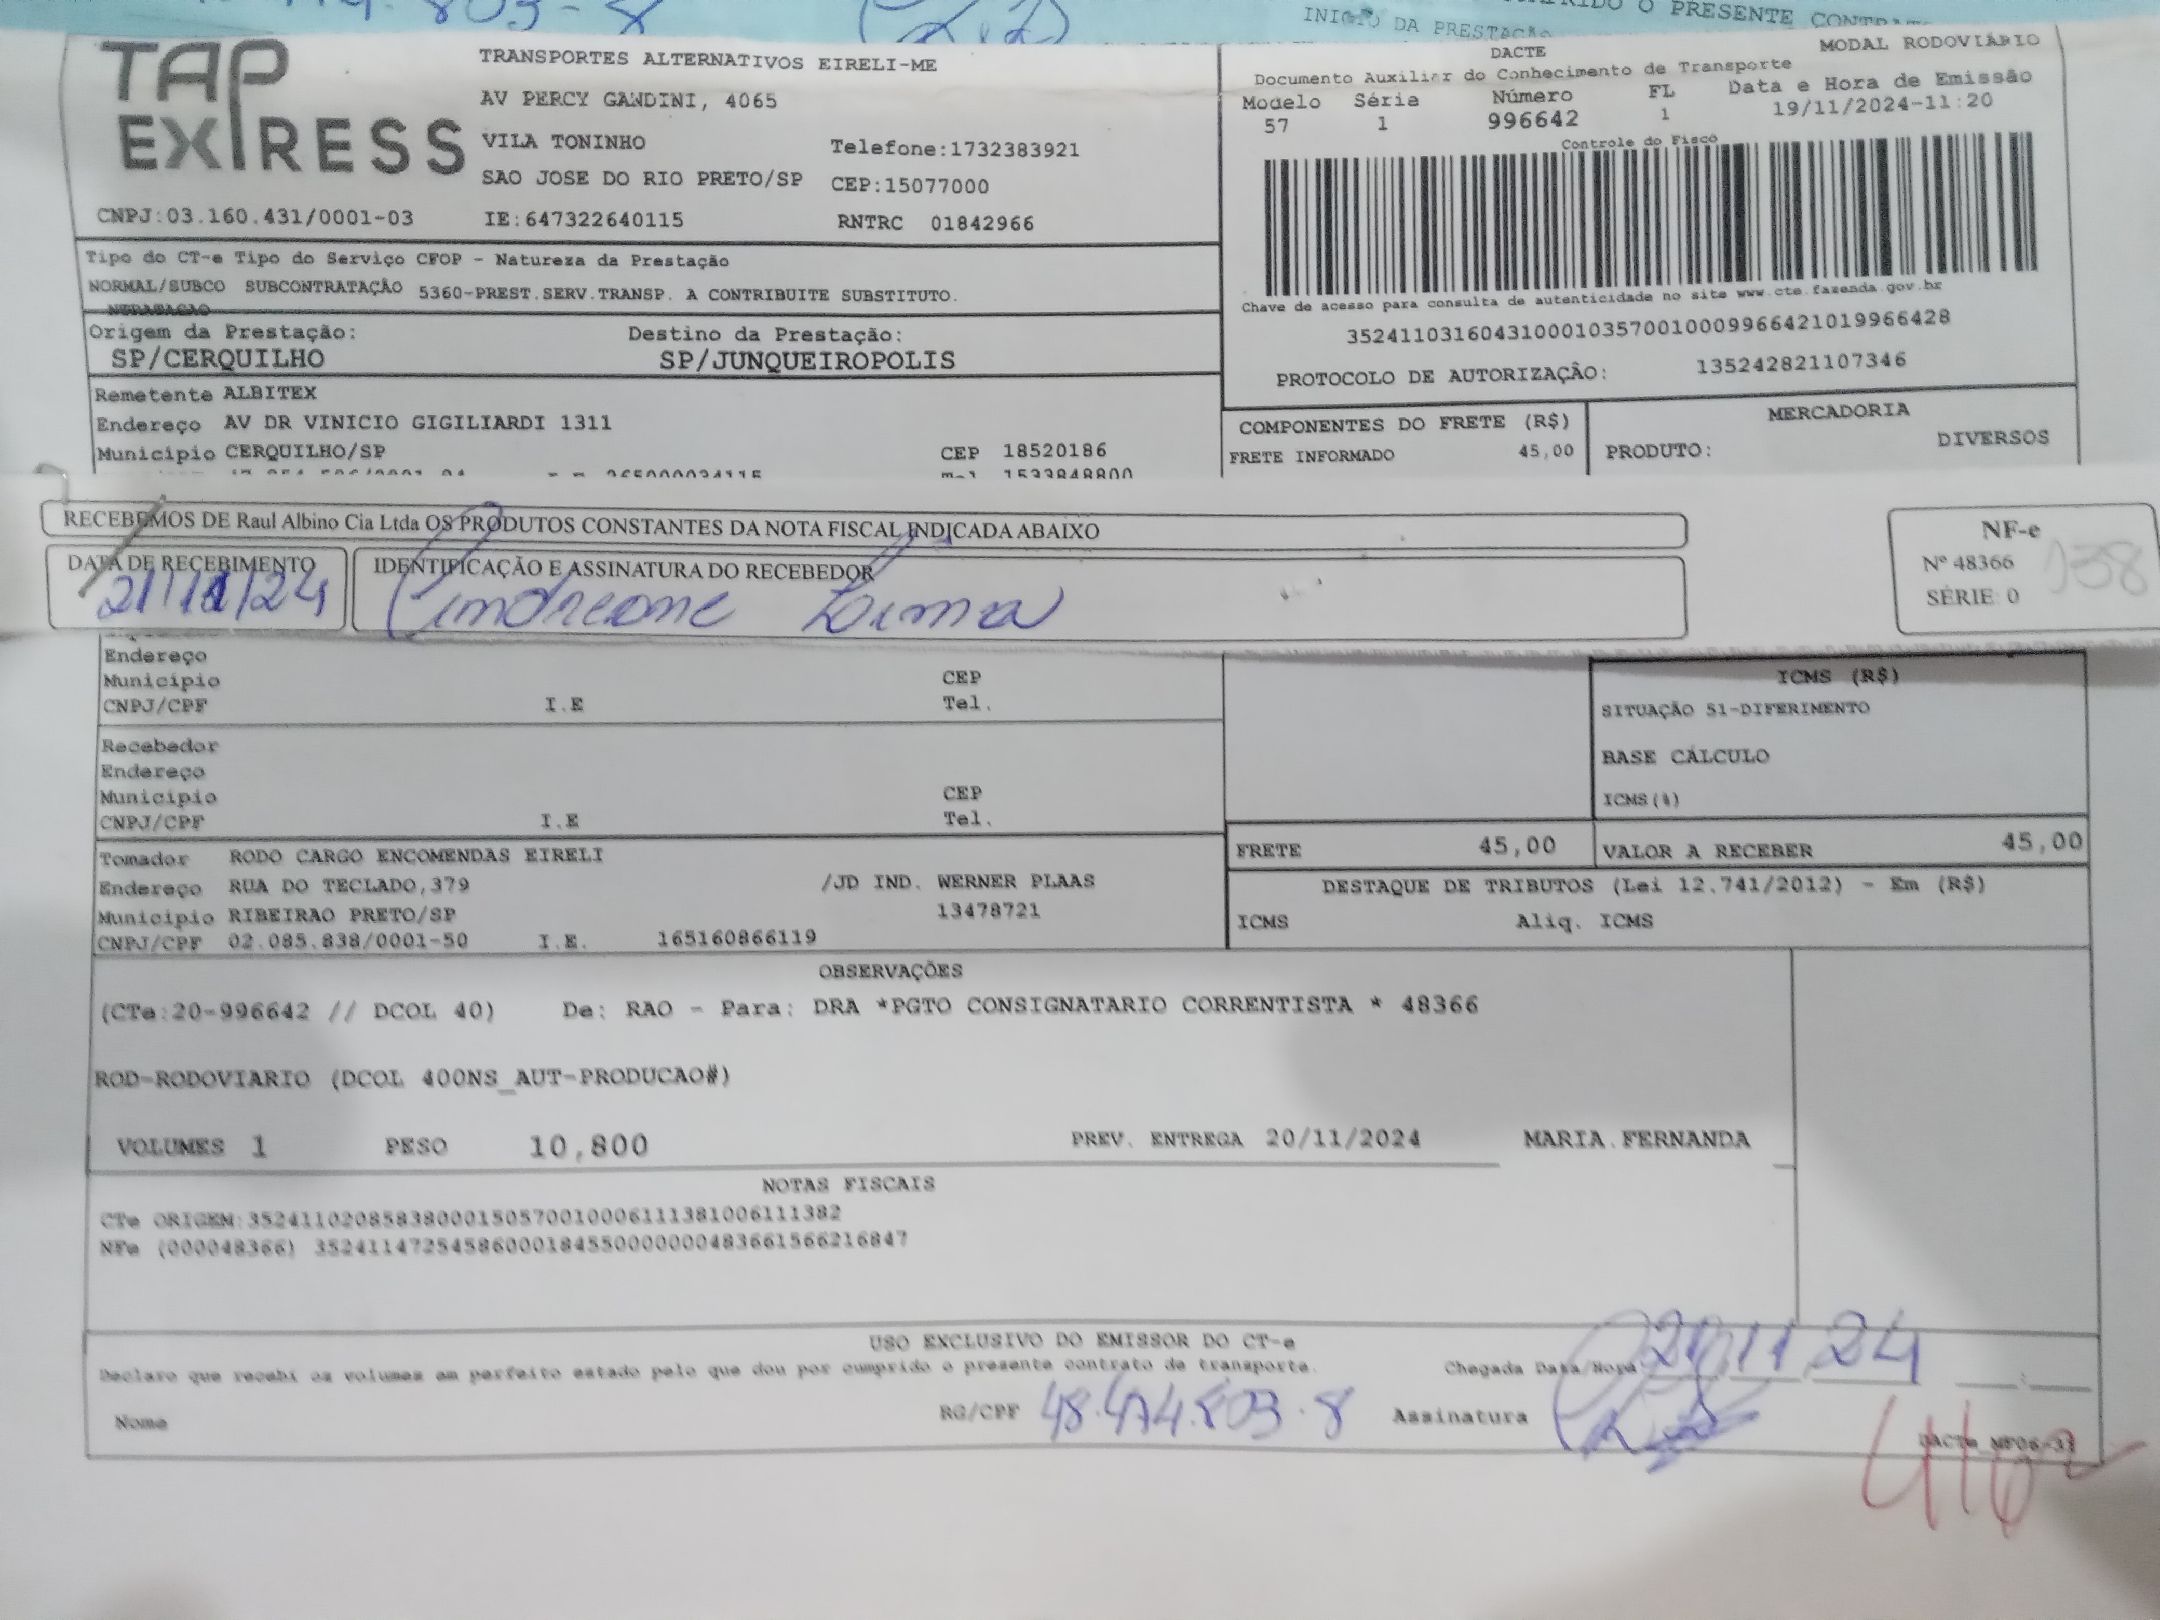 803-8
O PRESENTE
DA PRESTAÇÃO
TAP EXPRESS
TRANSPORTES ALTERNATIVOS EIRELI-ME
AV PERCY GANDINI, 4065
VILA TONINHO
Telefone:1732383921
SAO JOSE DO RIO PRETO/SP CEP:15077000
CNPJ:03.160.431/0001-03 IE:647322640115 RNTRC 01842966
DACTE MODAL RODOVIÁRIO
Documento Auxiliar do Conhecimento de Transporte
Modelo Séria Número FL Data e Hora de Emissão
57 1 996642 1 19/11/2024-11:20
Controle do Fisco
Chave de acesso para consulta de autenticidade no site www.cte.fazenda.gov.br
35241103160431000103570010009966421019966428
PROTOCOLO DE AUTORIZAÇÃO: 135242821107346
Tipo do CT-e Tipo do Serviço CFOP - Natureza da Prestação
NORMAL/SUBCO SUBCONTRATAÇÃO 5360-PREST.SERV.TRANSP. A CONTRIBUITE SUBSTITUTO.
NTRATACAO
Origem da Prestação: Destino da Prestação:
SP/CERQUILHO SP/JUNQUEIROPOLIS
Remetente ALBITEX
Endereço AV DR VINICIO GIGILIARDI 1311
Município CERQUILHO/SP CEP 18520186
COMPONENTES DO FRETE (R$)
FRETE INFORMADO 45,00
MERCADORIA
PRODUTO: DIVERSOS
RECEBEMOS DE Raul Albino Cia Ltda OS PRODUTOS CONSTANTES DA NOTA FISCAL INDICADA ABAIXO
DATA DE RECEBIMENTO IDENTIFICAÇÃO E ASSINATURA DO RECEBEDOR
21/11/24 Lima
NF-e
Nº 48366
SÉRIE: 0
138
Endereço
Município CEP
CNPJ/CPF I.E Tel.
Recebedor
Endereço
Município CEP
CNPJ/CPF I.E Tel.
ICMS (R$)
SITUAÇÃO 51-DIFERIMENTO
BASE CÁLCULO
ICMS(%)
FRETE 45,00 VALOR A RECEBER 45,00
Tomador RODO CARGO ENCOMENDAS EIRELI
Endereço RUA DO TECLADO,379 /JD IND. WERNER PLAAS
Município RIBEIRAO PRETO/SP 13478721
CNPJ/CPF 02.085.838/0001-50 I.E. 165160866119
DESTAQUE DE TRIBUTOS (Lei 12.741/2012) - Em (R$)
ICMS Aliq. ICMS
OBSERVAÇÕES
(CTe:20-996642 // DCOL 40) De: RAO - Para: DRA *PGTO CONSIGNATARIO CORRENTISTA * 48366
ROD-RODOVIARIO (DCOL 400NS_AUT-PRODUCAO#)
VOLUMES 1 PESO 10,800 PREV. ENTREGA 20/11/2024 MARIA.FERNANDA
NOTAS FISCAIS
CTe ORIGEM:35241102085838000150570010006111381006111382
NFe (000048366) 35241147254586000184550000000483661566216847
USO EXCLUSIVO DO EMISSOR DO CT-e
Declaro que recebi os volumes em perfeito estado pelo que dou por cumprido o presente contrato de transporte.
Chegada Data/Hora 21 11 24
Nome RG/CPF 48.474.803-8 Assinatura